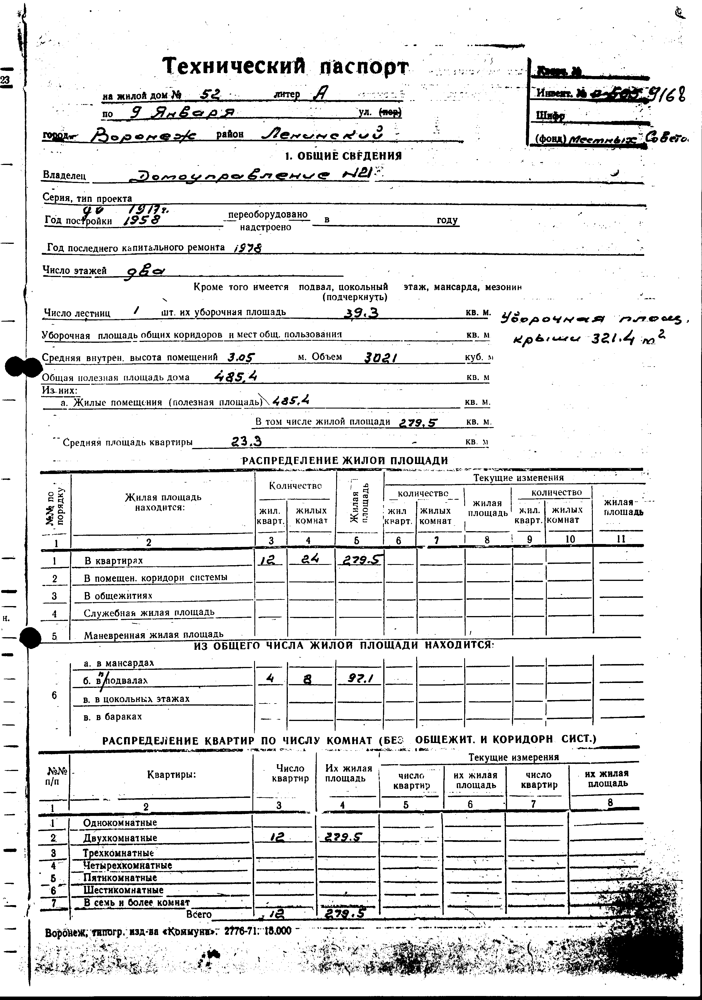 Технический паспорт
23
на жилой дом № 52 литер А
по 9 Января ул. (пер)
город Воронеж район Ленинский
Кварт. №
Инвент. № 9168
Шифр
(фонд) местных Совето.
1. ОБЩИЕ СВЕДЕНИЯ
Владелец Домоуправление N21
Серия, тип проекта
до 1917г.
Год постройки 1958 переоборудовано в году
надстроено
Год последнего капитального ремонта 1978
Число этажей два
Кроме того имеется подвал, цокольный этаж, мансарда, мезонин
(подчеркнуть)
Число лестниц 1 шт. их уборочная площадь 39.3 кв. м.
Уборочная площ.
крыши 321.4 м²
Уборочная площадь общих коридоров и мест общ. пользования кв. м
Средняя внутрен. высота помещений 3.05 м. Объем 3021 куб. м
Общая полезная площадь дома 485.4 кв. м
Из них:
а. Жилые помещения (полезная площадь) 485.4 кв. м.
В том числе жилой площади 279.5 кв. м.
Средняя площадь квартиры 23.3 кв. м
РАСПРЕДЕЛЕНИЕ ЖИЛОЙ ПЛОЩАДИ
№№ по порядку
Жилая площадь находится:
Количество
Жилая площадь
Текущие изменения
количество
жилая площадь
количество
жилая площадь
жил. кварт.
жилых комнат
жил кварт.
жилых комнат
жил. кварт.
жилых комнат
1 2 3 4 5 6 7 8 9 10 11
1 В квартирах 12 24 279.5
2 В помещен. коридорн системы
3 В общежитиях
4 Служебная жилая площадь
н.
5 Маневренная жилая площадь
ИЗ ОБЩЕГО ЧИСЛА ЖИЛОЙ ПЛОЩАДИ НАХОДИТСЯ:
6
а. в мансардах
б. в п/подвалах 4 8 97.1
в. в цокольных этажах
в. в бараках
РАСПРЕДЕЛЕНИЕ КВАРТИР ПО ЧИСЛУ КОМНАТ (БЕЗ ОБЩЕЖИТ. И КОРИДОРН СИСТ.)
№№ п/п
Квартиры:
Число квартир
Их жилая площадь
Текущие измерения
число квартир
их жилая площадь
число квартир
их жилая площадь
1 2 3 4 5 6 7 8
1 Однокомнатные
2 Двухкомнатные 12 279.5
3 Трехкомнатные
4 Четырехкомнатные
5 Пятикомнатные
6 Шестикомнатные
7 В семь и более комнат
Всего 12 279.5
Воронеж, типогр. изд-ва «Коммуна». 2776-71. 15.000